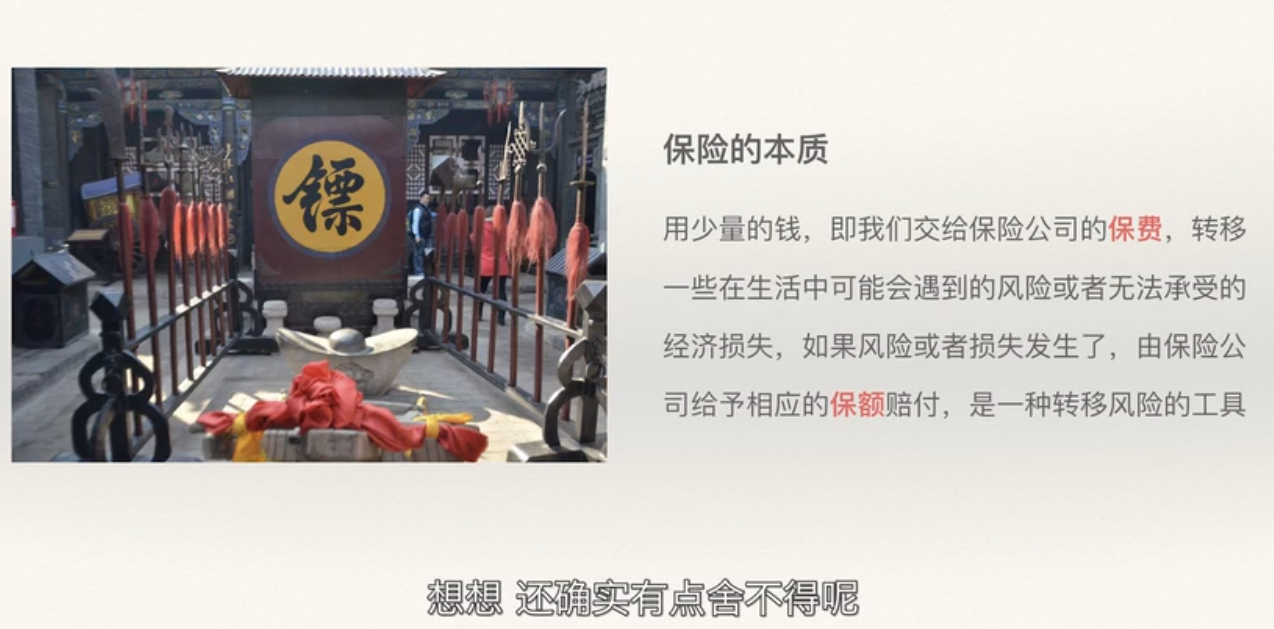 镖
保险的本质
用少量的钱，即我们交给保险公司的保费，转移
一些在生活中可能会遇到的风险或者无法承受的
经济损失，如果风险或者损失发生了，由保险公
司给予相应的保额赔付，是一种转移风险的工具
想想 还确实有点舍不得呢